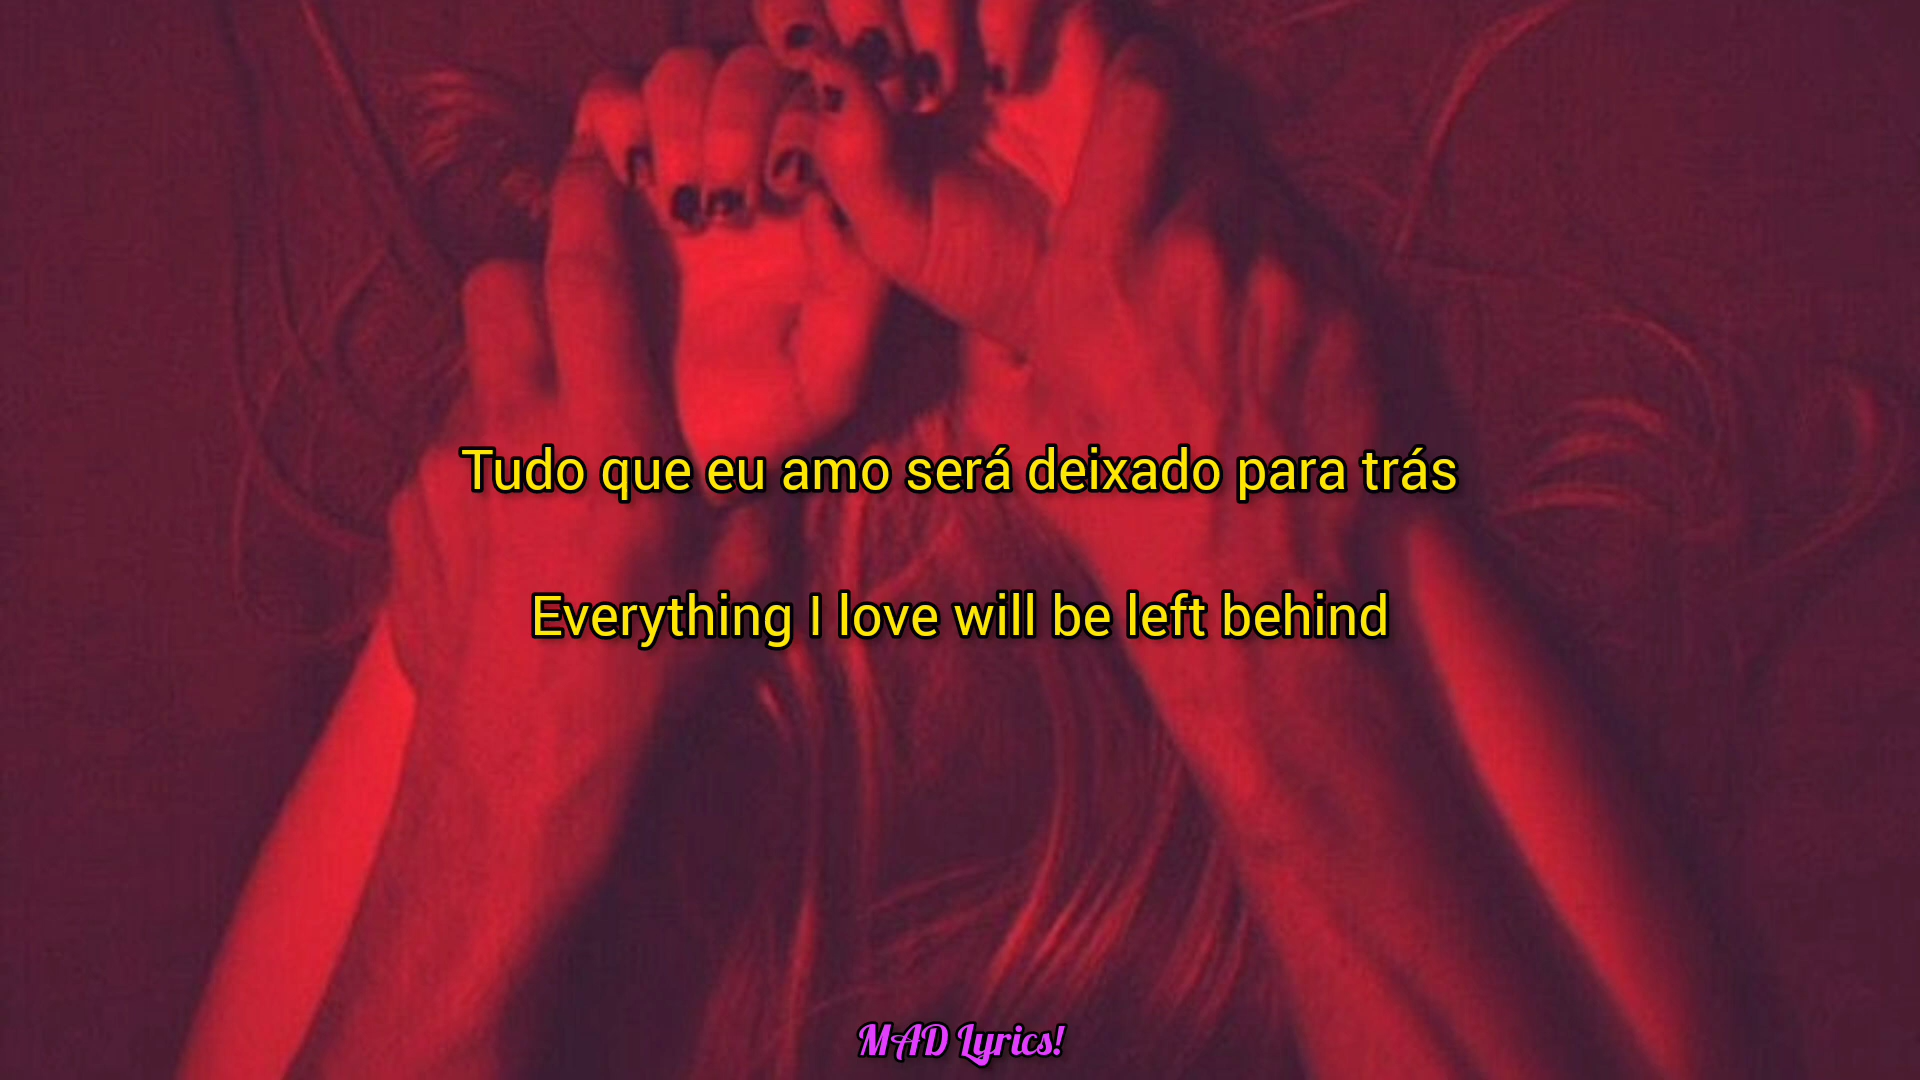 Tudo que eu amo será deixado para trás
Everything I love will be left behind
MAD Lyrics!